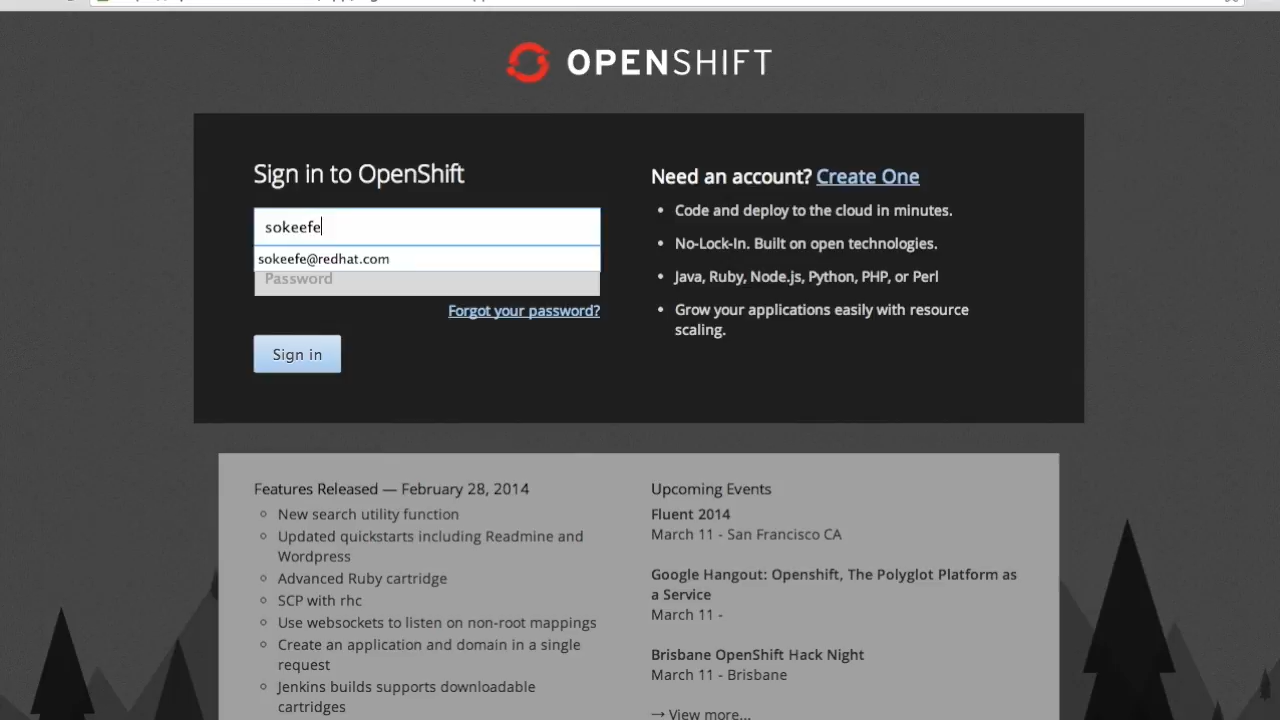 OPENSHIFT
Sign in to OpenShift
sokeefe
sokeefe@redhat.com
Password
Forgot your password?
Sign in
Need an account? Create One
• Code and deploy to the cloud in minutes.
• No-Lock-In. Built on open technologies.
• Java, Ruby, Node.js, Python, PHP, or Perl
• Grow your applications easily with resource
scaling.
Features Released — February 28, 2014
New search utility function
Updated quickstarts including Readmine and
Wordpress
Advanced Ruby cartridge
SCP with rhc
Use websockets to listen on non-root mappings
Create an application and domain in a single
request
Jenkins builds supports downloadable
cartridges
Upcoming Events
Fluent 2014
March 11 - San Francisco CA
Google Hangout: Openshift, The Polyglot Platform as
a Service
March 11 -
Brisbane OpenShift Hack Night
March 11 - Brisbane
→ View more...